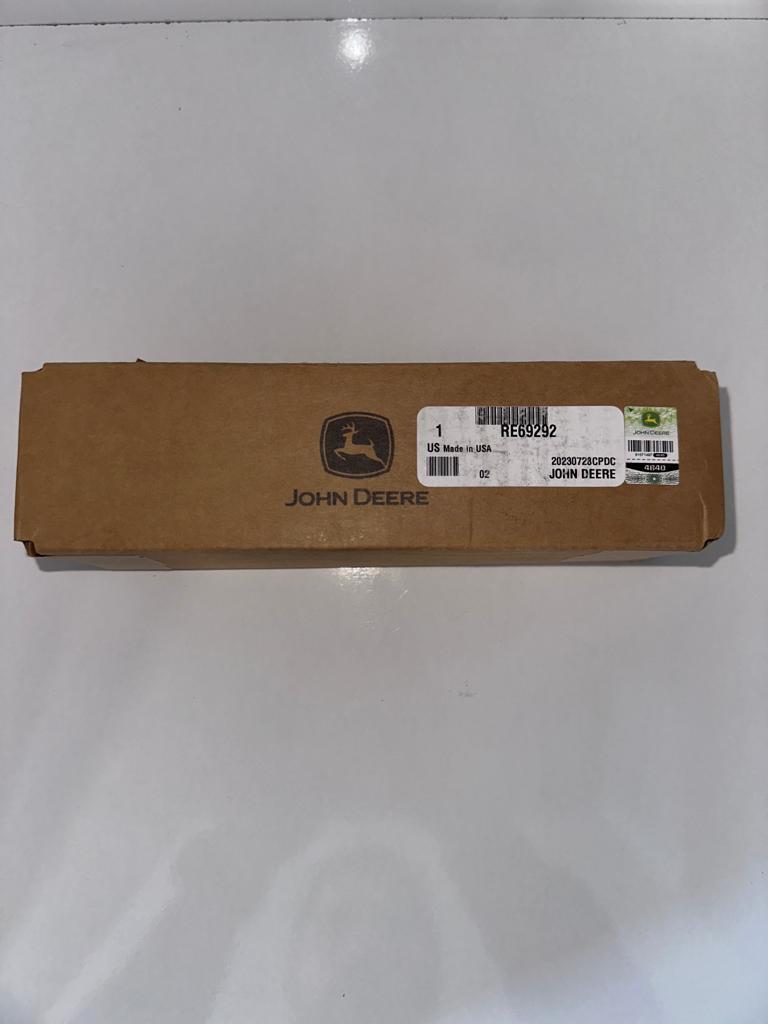 JOHN DEERE
1 RE69292
US Made in USA
20230728CPDC
02 JOHN DEERE
JOHN DEERE
4640